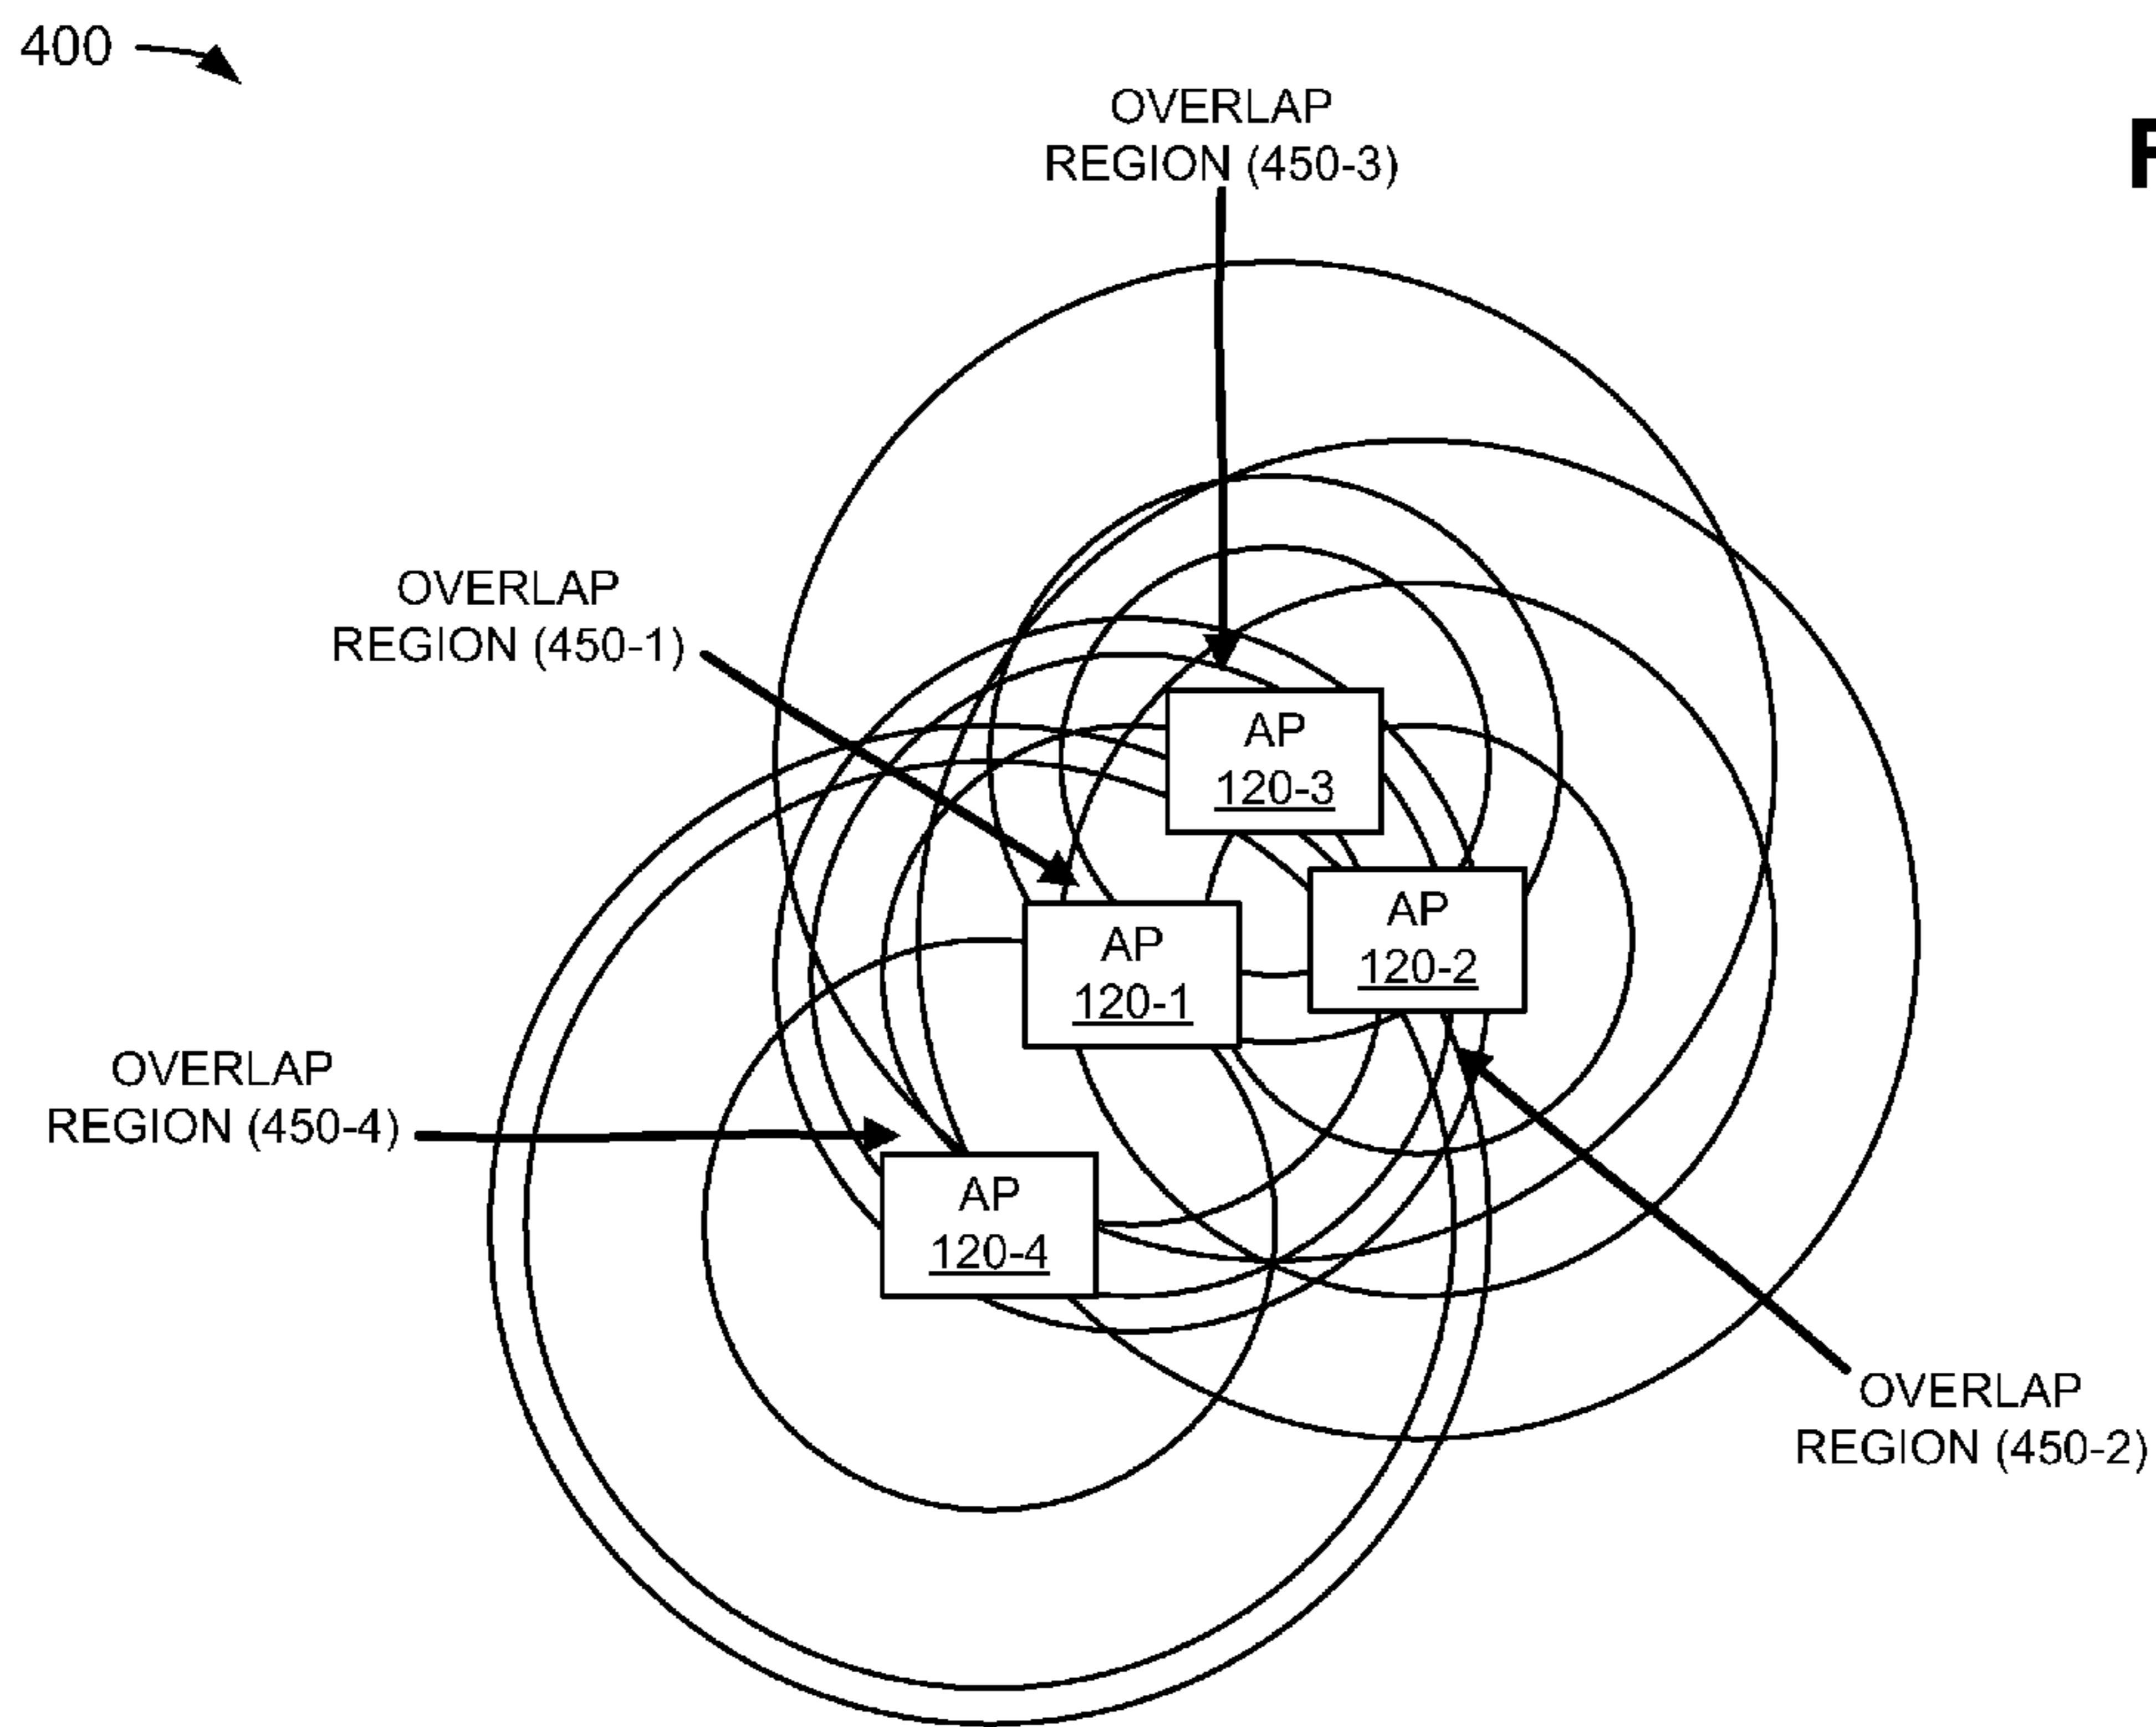 400
OVERLAP
REGION (450-3)
OVERLAP
REGION (450-1)
AP
120-3
AP
120-2
AP
120-1
OVERLAP
REGION (450-4)
AP
120-4
OVERLAP
REGION (450-2)